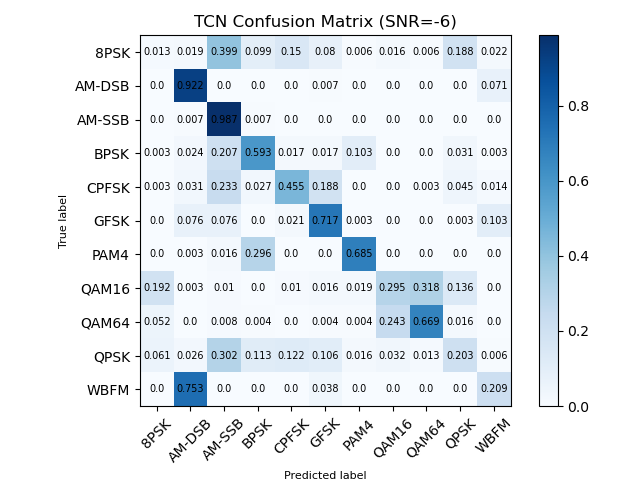 TCN Confusion Matrix (SNR=-6)
8PSK 0.013 0.019 0.399 0.099 0.15 0.08 0.006 0.016 0.006 0.188 0.022
AM-DSB 0.0 0.922 0.0 0.0 0.0 0.007 0.0 0.0 0.0 0.0 0.071
AM-SSB 0.0 0.007 0.987 0.007 0.0 0.0 0.0 0.0 0.0 0.0 0.0
BPSK 0.003 0.024 0.207 0.593 0.017 0.017 0.103 0.0 0.0 0.031 0.003
CPFSK 0.003 0.031 0.233 0.027 0.455 0.188 0.0 0.0 0.003 0.045 0.014
GFSK 0.0 0.076 0.076 0.0 0.021 0.717 0.003 0.0 0.0 0.003 0.103
PAM4 0.0 0.003 0.016 0.296 0.0 0.0 0.685 0.0 0.0 0.0 0.0
QAM16 0.192 0.003 0.01 0.0 0.01 0.016 0.019 0.295 0.318 0.136 0.0
QAM64 0.052 0.0 0.008 0.004 0.0 0.004 0.004 0.243 0.669 0.016 0.0
QPSK 0.061 0.026 0.302 0.113 0.122 0.106 0.016 0.032 0.013 0.203 0.006
WBFM 0.0 0.753 0.0 0.0 0.0 0.038 0.0 0.0 0.0 0.0 0.209
8PSK AM-DSB AM-SSB BPSK CPFSK GFSK PAM4 QAM16 QAM64 QPSK WBFM
Predicted label
True label
0.8
0.6
0.4
0.2
0.0